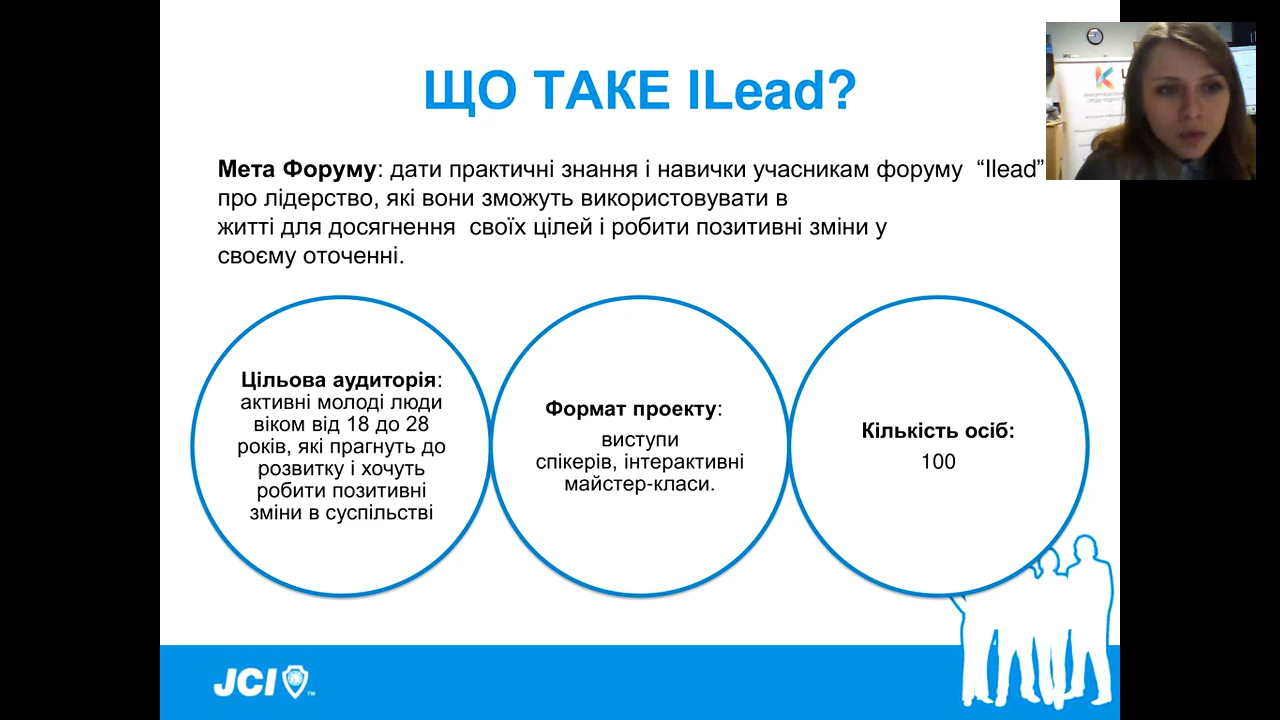 ЩО ТАКЕ ILead?
Мета Форуму: дати практичні знання і навички учасникам форуму “Ilead”
про лідерство, які вони зможуть використовувати в
житті для досягнення своїх цілей і робити позитивні зміни у
своєму оточенні.
Цільова аудиторія:
активні молоді люди
віком від 18 до 28
років, які прагнуть до
розвитку і хочуть
робити позитивні
зміни в суспільстві
Формат проекту:
виступи
спікерів, інтерактивні
майстер-класи.
Кількість осіб:
100
JCI